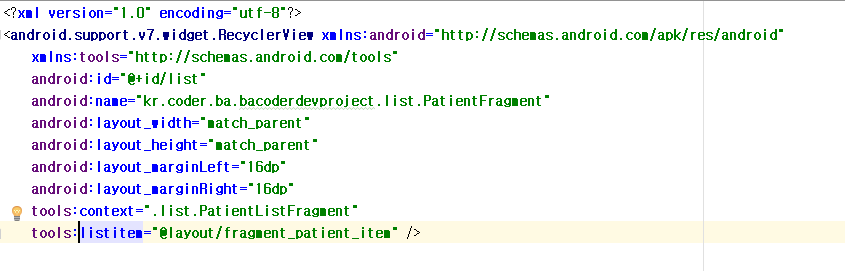 <?xml version="1.0" encoding="utf-8"?>
<android.support.v7.widget.RecyclerView xmlns:android="http://schemas.android.com/apk/res/android"
xmlns:tools="http://schemas.android.com/tools"
android:id="@+id/list"
android:name="kr.coder.ba.bacoderdevproject.list.PatientFragment"
android:layout_width="match_parent"
android:layout_height="match_parent"
android:layout_marginLeft="16dp"
android:layout_marginRight="16dp"
tools:context=".list.PatientListFragment"
tools:listitem="@layout/fragment_patient_item" />